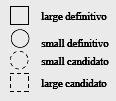 large definitivo
small definitivo
small candidato
large candidato